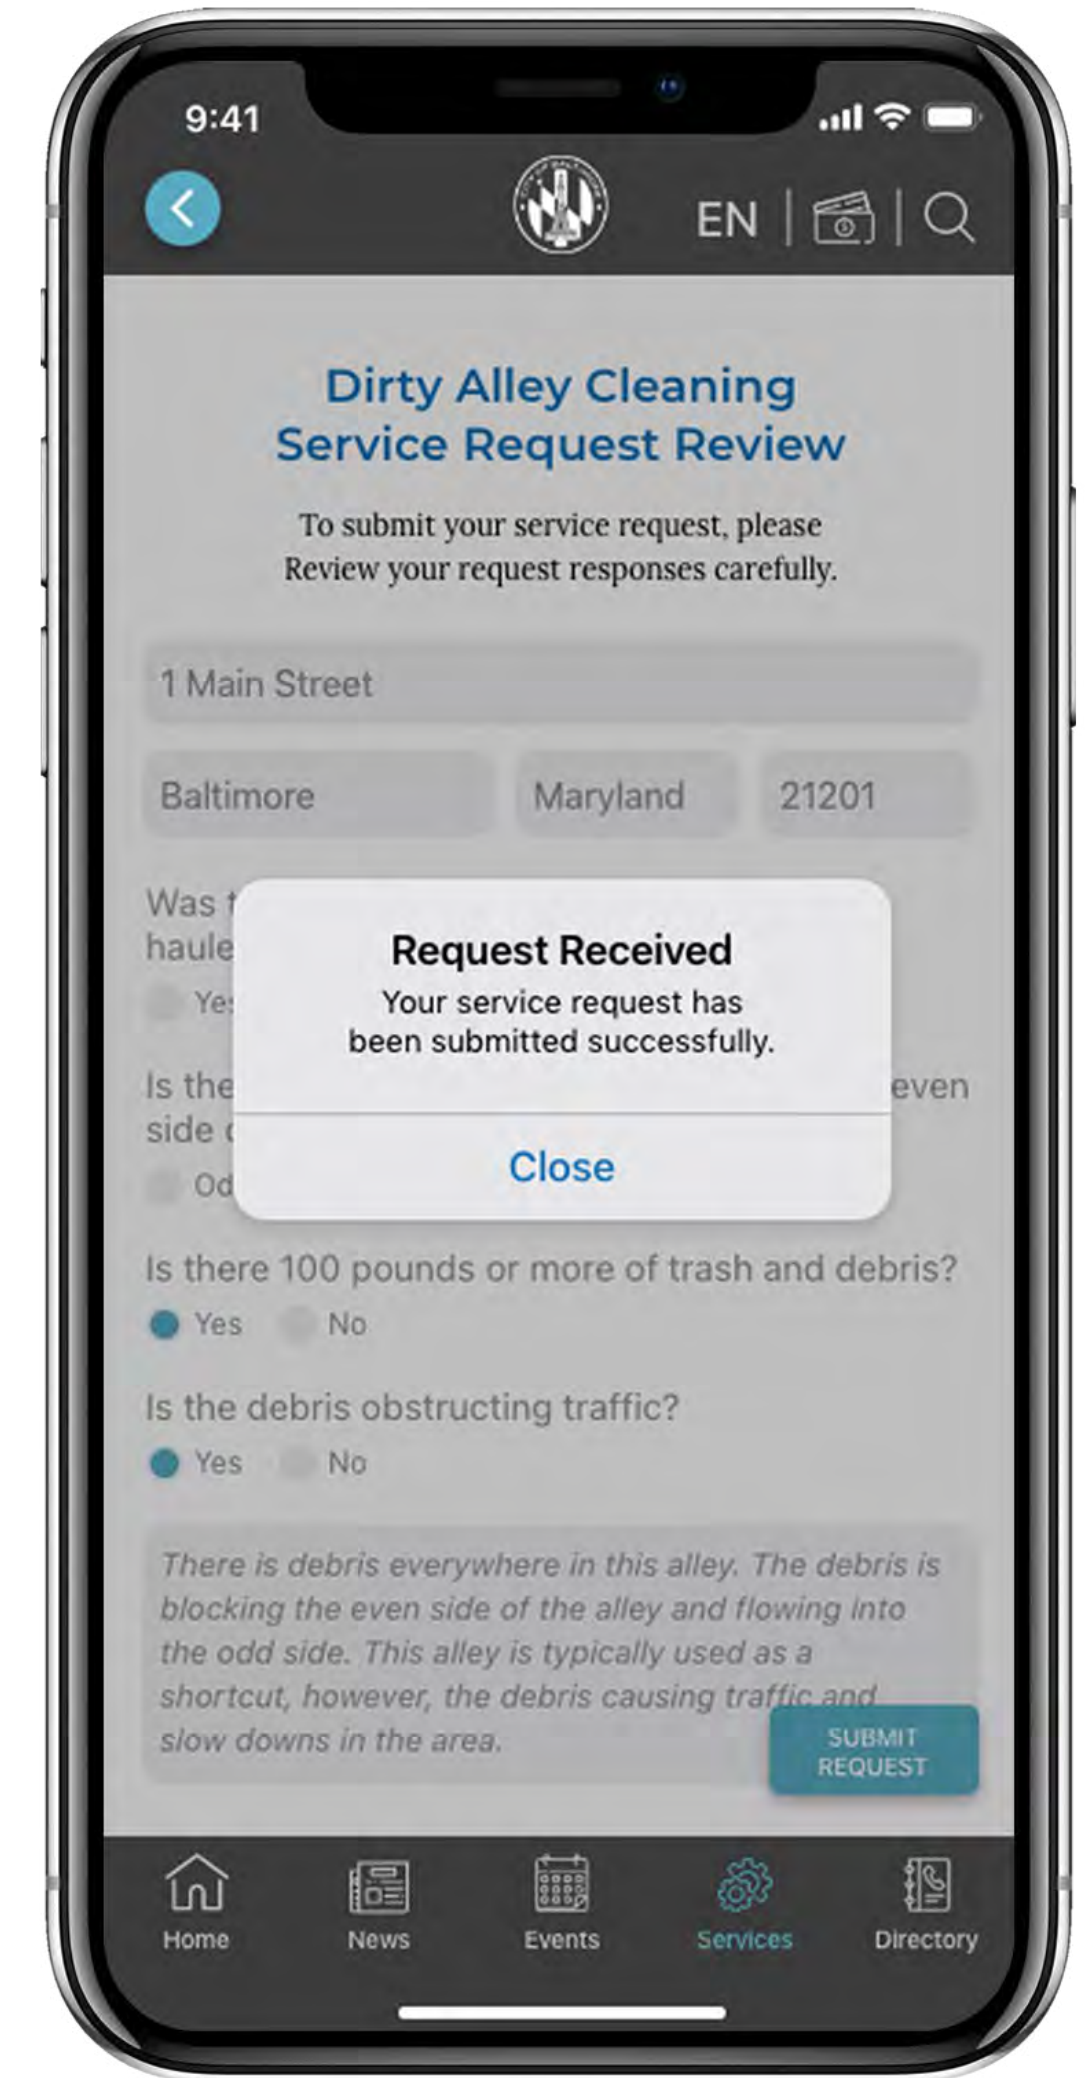 9:41
EN
Dirty Alley Cleaning
Service Request Review
To submit your service request, please
Review your request responses carefully.
1 Main Street
Baltimore Maryland 21201
Was
Request Received
Your service request has
been submitted successfully.
Close
Is the even
side
Is there 100 pounds or more of trash and debris?
Yes No
Is the debris obstructing traffic?
Yes No
There is debris everywhere in this alley. The debris is
blocking the even side of the alley and flowing into
the odd side. This alley is typically used as a
shortcut, however, the debris causing traffic and
slow downs in the area.
SUBMIT
REQUEST
Home News Events Services Directory